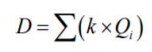 D = ∑(k × Qᵢ)